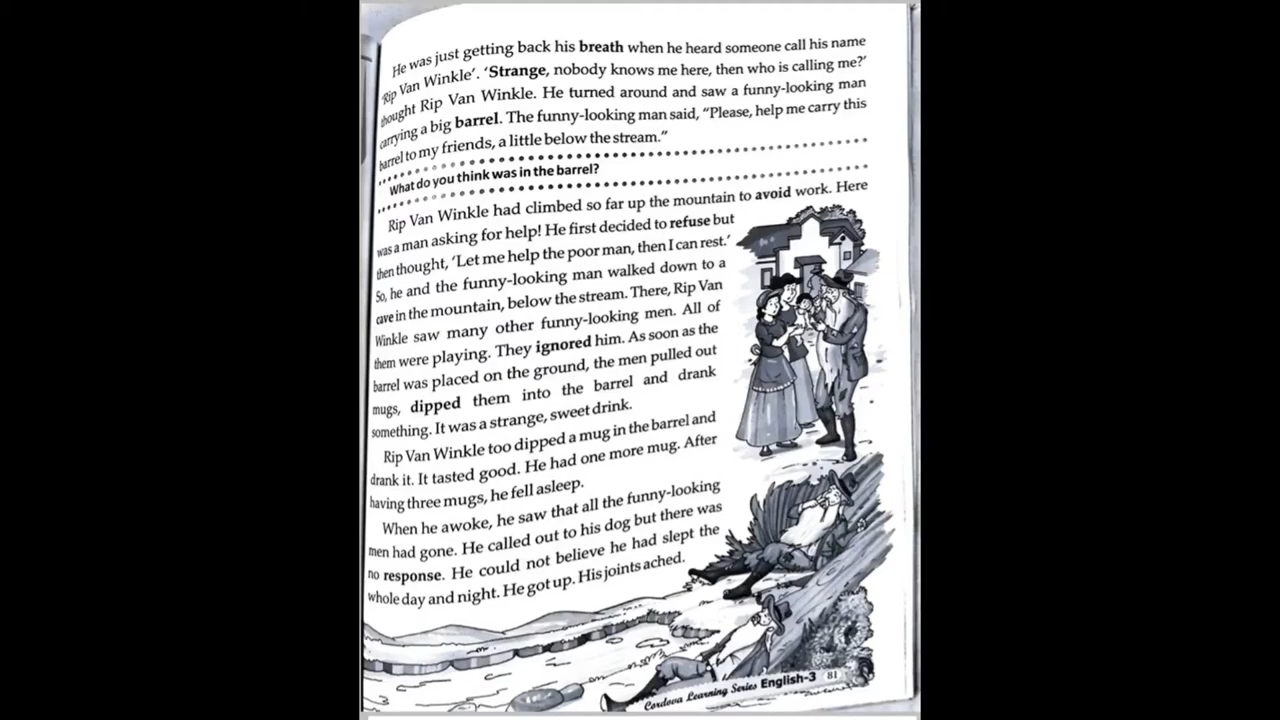 He was just getting back his breath when he heard someone call his name
'Rip Van Winkle'. 'Strange, nobody knows me here, then who is calling me?'
thought Rip Van Winkle. He turned around and saw a funny-looking man
carrying a big barrel. The funny-looking man said, "Please, help me carry this
barrel to my friends, a little below the stream."
What do you think was in the barrel?
Rip Van Winkle had climbed so far up the mountain to avoid work. Here
was a man asking for help! He first decided to refuse but
then thought, 'Let me help the poor man, then I can rest.'
So, he and the funny-looking man walked down to a
cave in the mountain, below the stream. There, Rip Van
Winkle saw many other funny-looking men. All of
them were playing. They ignored him. As soon as the
barrel was placed on the ground, the men pulled out
mugs, dipped them into the barrel and drank
something. It was a strange, sweet drink.
Rip Van Winkle too dipped a mug in the barrel and
drank it. It tasted good. He had one more mug. After
having three mugs, he fell asleep.
When he awoke, he saw that all the funny-looking
men had gone. He called out to his dog but there was
no response. He could not believe he had slept the
whole day and night. He got up. His joints ached.
Cordova Learning Series English-3 81